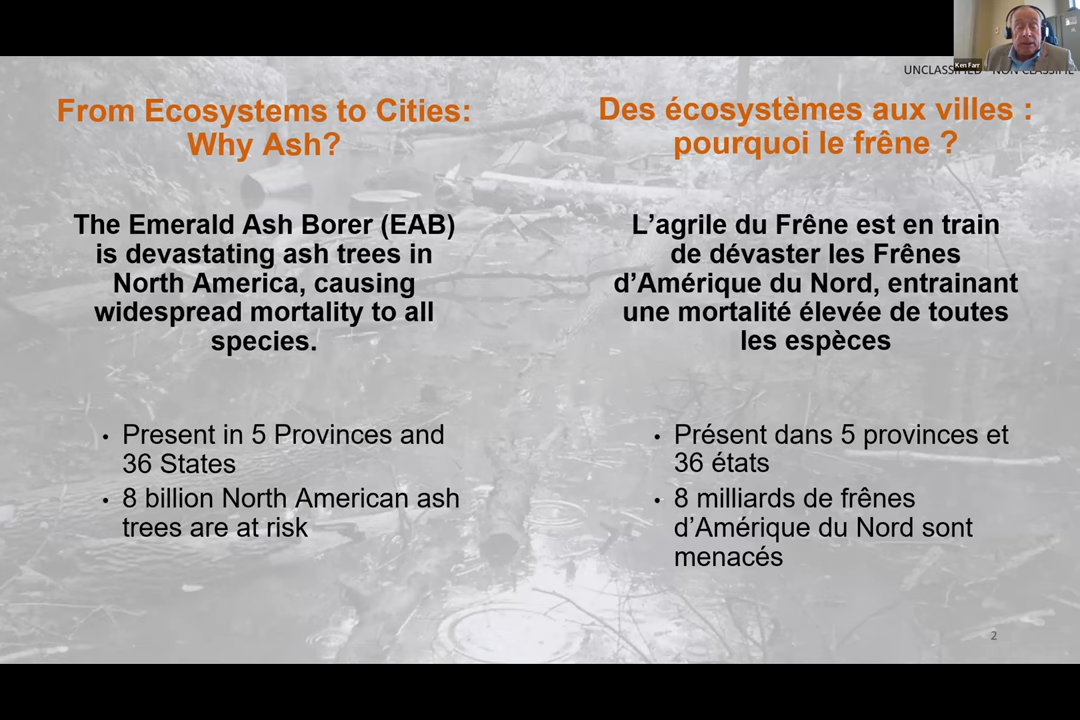 Ken Farr
UNCLASSIFIED - NON CLASSIFIÉ
From Ecosystems to Cities:
Why Ash?
The Emerald Ash Borer (EAB)
is devastating ash trees in
North America, causing
widespread mortality to all
species.
• Present in 5 Provinces and
36 States
• 8 billion North American ash
trees are at risk
Des écosystèmes aux villes :
pourquoi le frêne ?
L’agrile du Frêne est en train
de dévaster les Frênes
d’Amérique du Nord, entrainant
une mortalité élevée de toutes
les espèces
• Présent dans 5 provinces et
36 états
• 8 milliards de frênes
d’Amérique du Nord sont
menacés
2